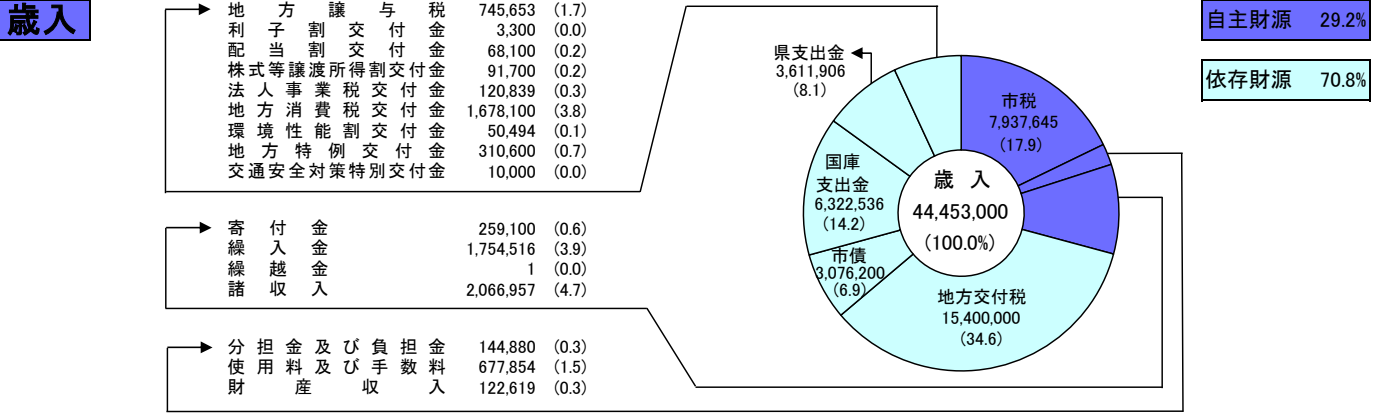 歳入
地方譲与税 745,653 (1.7)
利子割交付金 3,300 (0.0)
配当割交付金 68,100 (0.2)
株式等譲渡所得割交付金 91,700 (0.2)
法人事業税交付金 120,839 (0.3)
地方消費税交付金 1,678,100 (3.8)
環境性能割交付金 50,494 (0.1)
地方特例交付金 310,600 (0.7)
交通安全対策特別交付金 10,000 (0.0)
寄付金 259,100 (0.6)
繰入金 1,754,516 (3.9)
繰越金 1 (0.0)
諸収入 2,066,957 (4.7)
分担金及び負担金 144,880 (0.3)
使用料及び手数料 677,854 (1.5)
財産収入 122,619 (0.3)
県支出金
3,611,906
(8.1)
市税
7,937,645
(17.9)
国庫
支出金
6,322,536
(14.2)
歳入
44,453,000
(100.0%)
市債
3,076,200
(6.9)
地方交付税
15,400,000
(34.6)
自主財源 29.2%
依存財源 70.8%